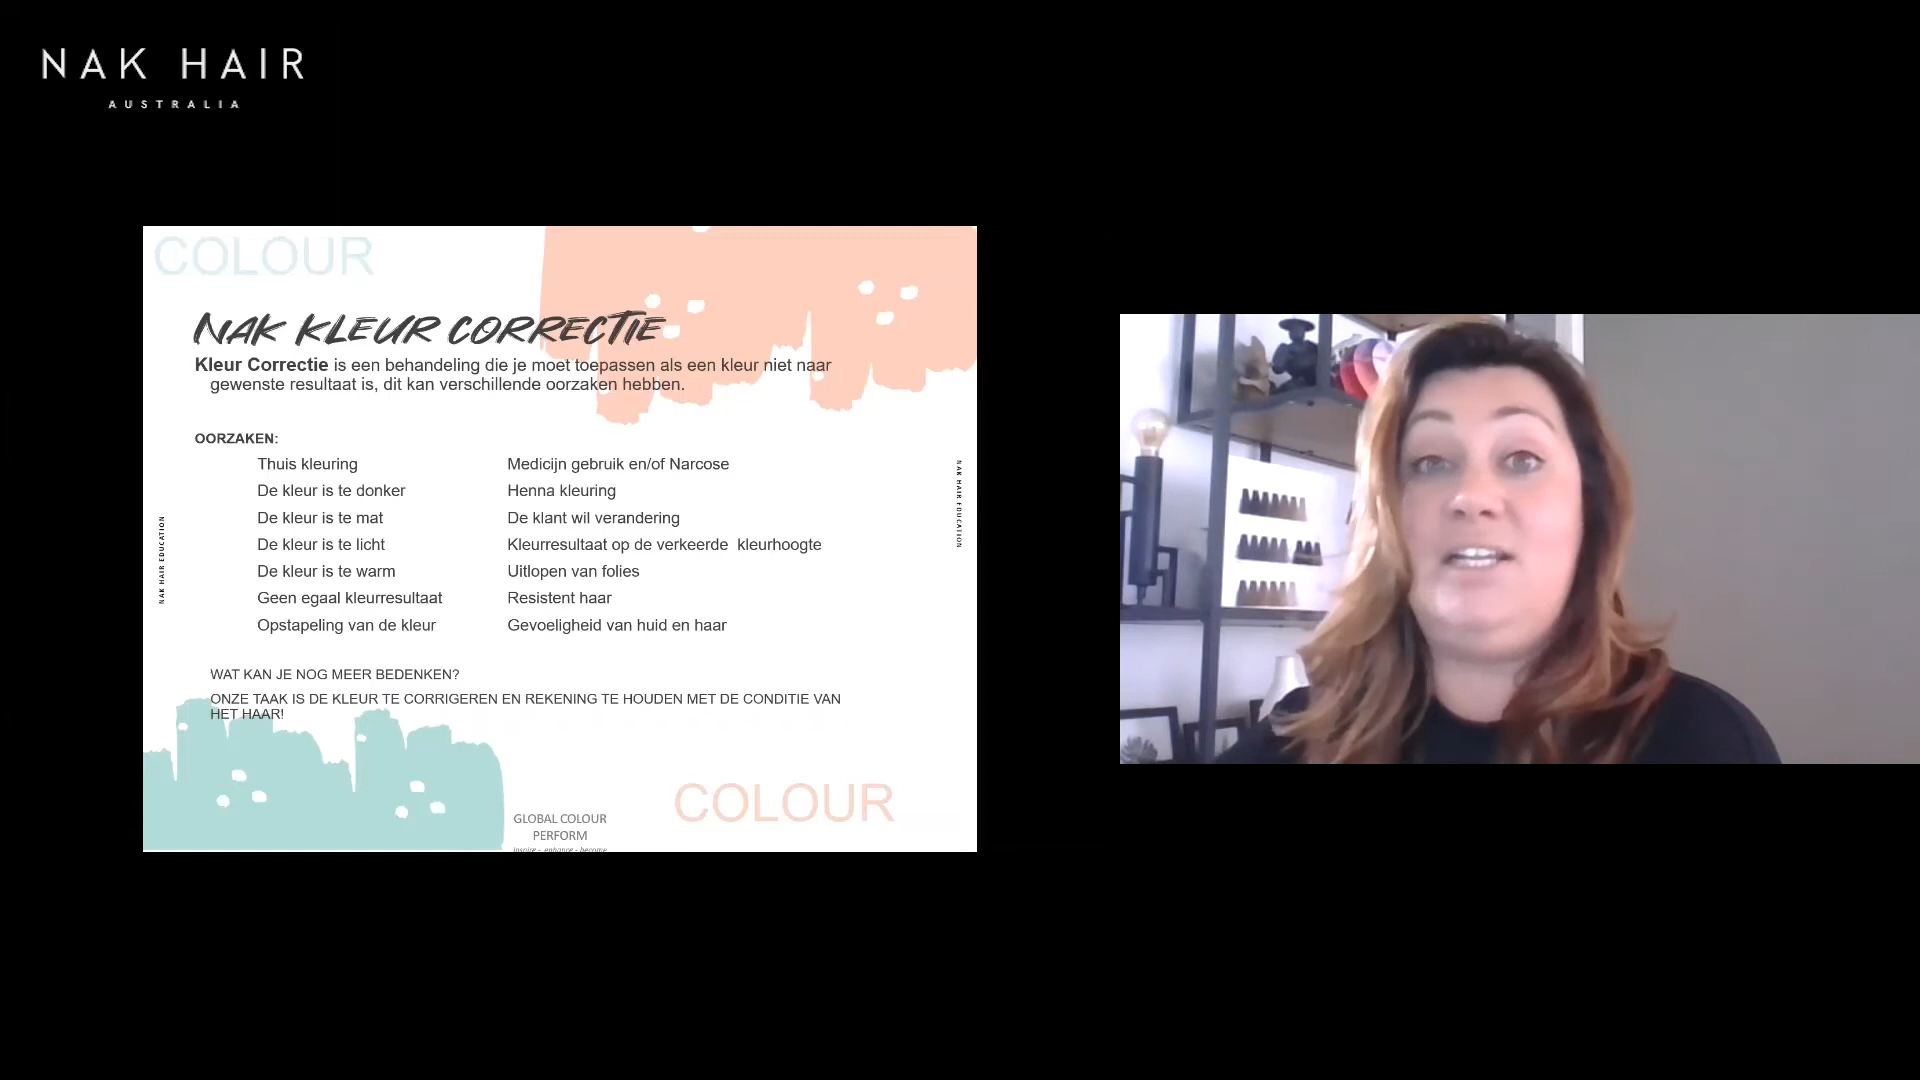 NAK HAIR
AUSTRALIA
COLOUR
NAK KLEUR CORRECTIE
Kleur Correctie is een behandeling die je moet toepassen als een kleur niet naar
gewenste resultaat is, dit kan verschillende oorzaken hebben.
OORZAKEN:
Thuis kleuring
De kleur is te donker
De kleur is te mat
De kleur is te licht
De kleur is te warm
Geen egaal kleurresultaat
Opstapeling van de kleur
Medicijn gebruik en/of Narcose
Henna kleuring
De klant wil verandering
Kleurresultaat op de verkeerde kleurhoogte
Uitlopen van folies
Resistent haar
Gevoeligheid van huid en haar
NAK HAIR EDUCATION
NAK HAIR EDUCATION
WAT KAN JE NOG MEER BEDENKEN?
ONZE TAAK IS DE KLEUR TE CORRIGEREN EN REKENING TE HOUDEN MET DE CONDITIE VAN
HET HAAR!
COLOUR
GLOBAL COLOUR
PERFORM
inspire - enhance - become